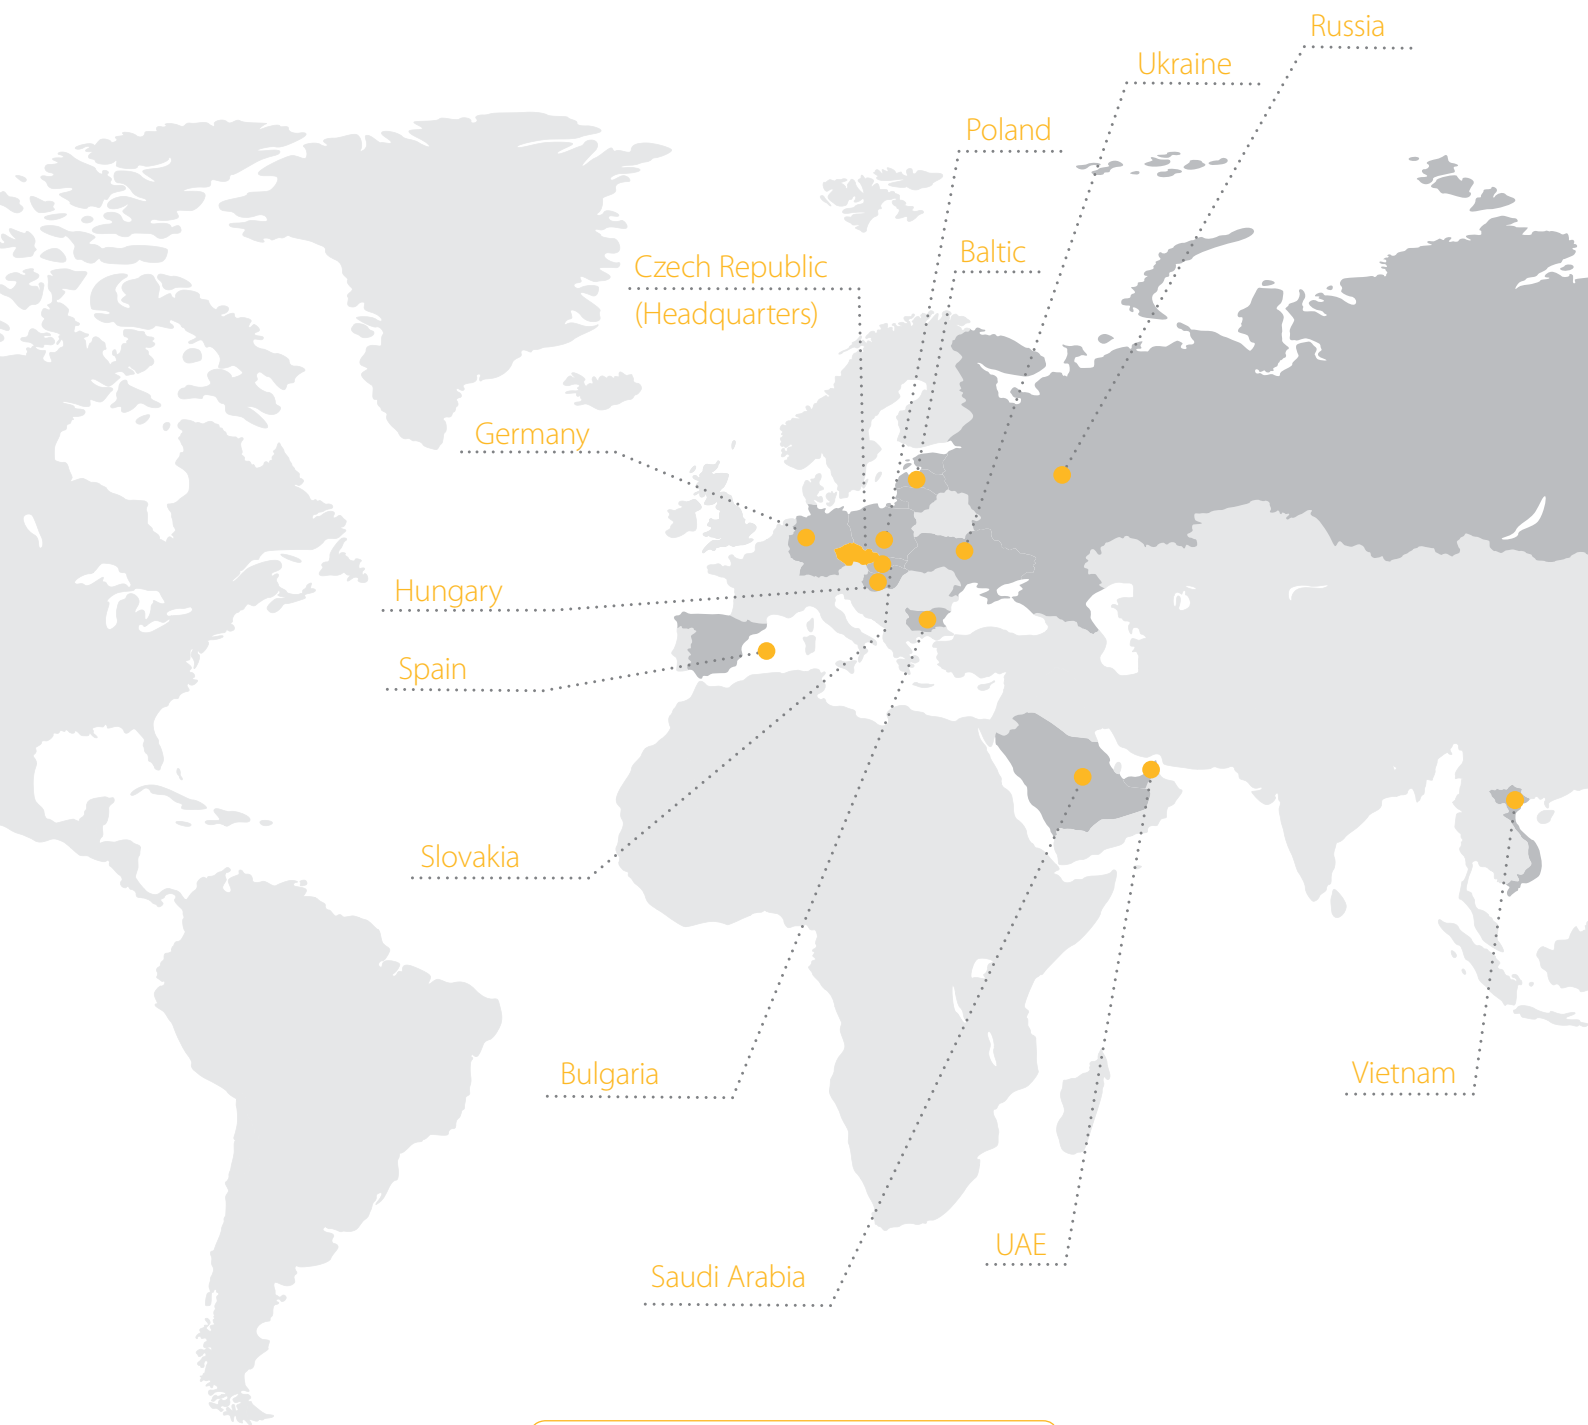 Russia
Ukraine
Poland
Baltic
Czech Republic
(Headquarters)
Germany
Hungary
Spain
Slovakia
Bulgaria
Vietnam
UAE
Saudi Arabia